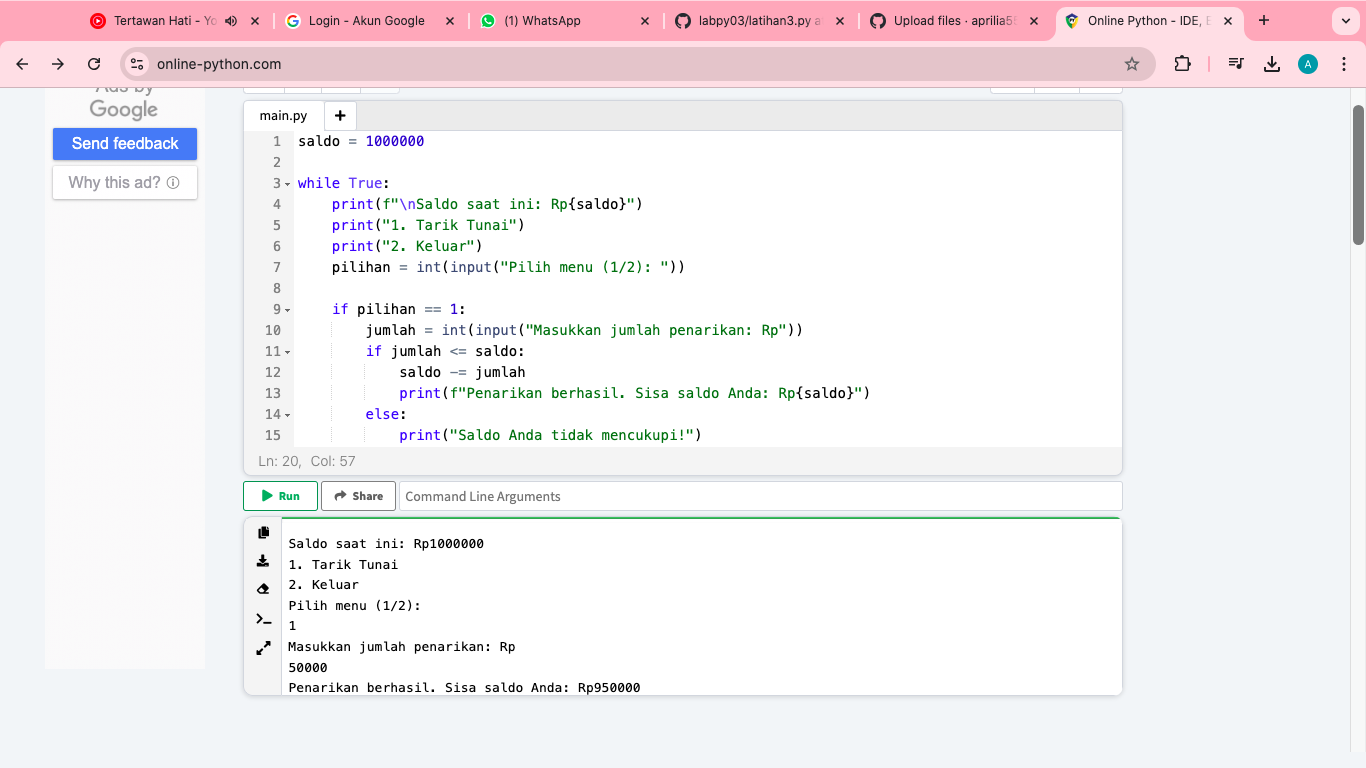 Tertawan Hati - Yo
Login - Akun Google
(1) WhatsApp
labpy03/latihan3.py a
Upload files · aprilia5
Online Python - IDE, E
online-python.com
A
Ads by
Google
Send feedback
Why this ad?
main.py
+
1 saldo = 1000000
2
3 while True:
4 print(f"\nSaldo saat ini: Rp{saldo}")
5 print("1. Tarik Tunai")
6 print("2. Keluar")
7 pilihan = int(input("Pilih menu (1/2): "))
8
9 if pilihan == 1:
10 jumlah = int(input("Masukkan jumlah penarikan: Rp"))
11 if jumlah <= saldo:
12 saldo -= jumlah
13 print(f"Penarikan berhasil. Sisa saldo Anda: Rp{saldo}")
14 else:
15 print("Saldo Anda tidak mencukupi!")
Ln: 20, Col: 57
Run
Share
Command Line Arguments
Saldo saat ini: Rp1000000
1. Tarik Tunai
2. Keluar
Pilih menu (1/2):
1
Masukkan jumlah penarikan: Rp
50000
Penarikan berhasil. Sisa saldo Anda: Rp950000